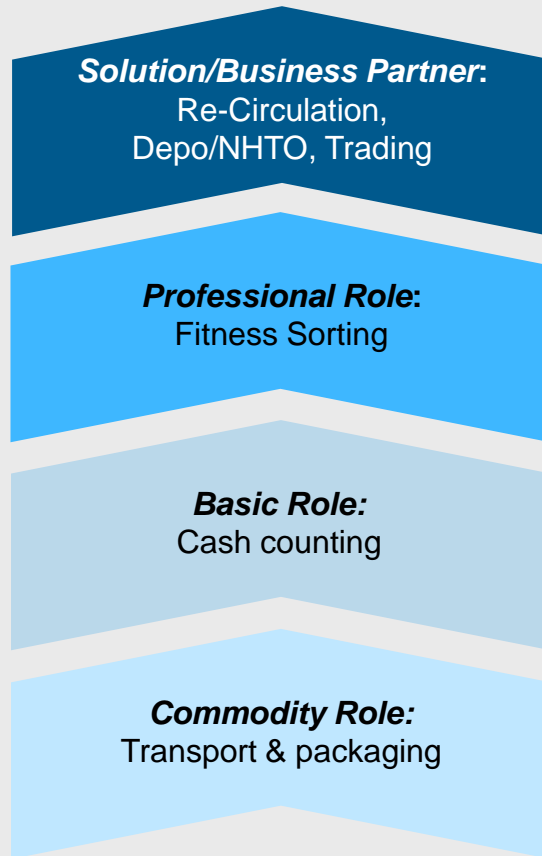 Solution/Business Partner:
Re-Circulation,
Depo/NHTO, Trading
Professional Role:
Fitness Sorting
Basic Role:
Cash counting
Commodity Role:
Transport & packaging